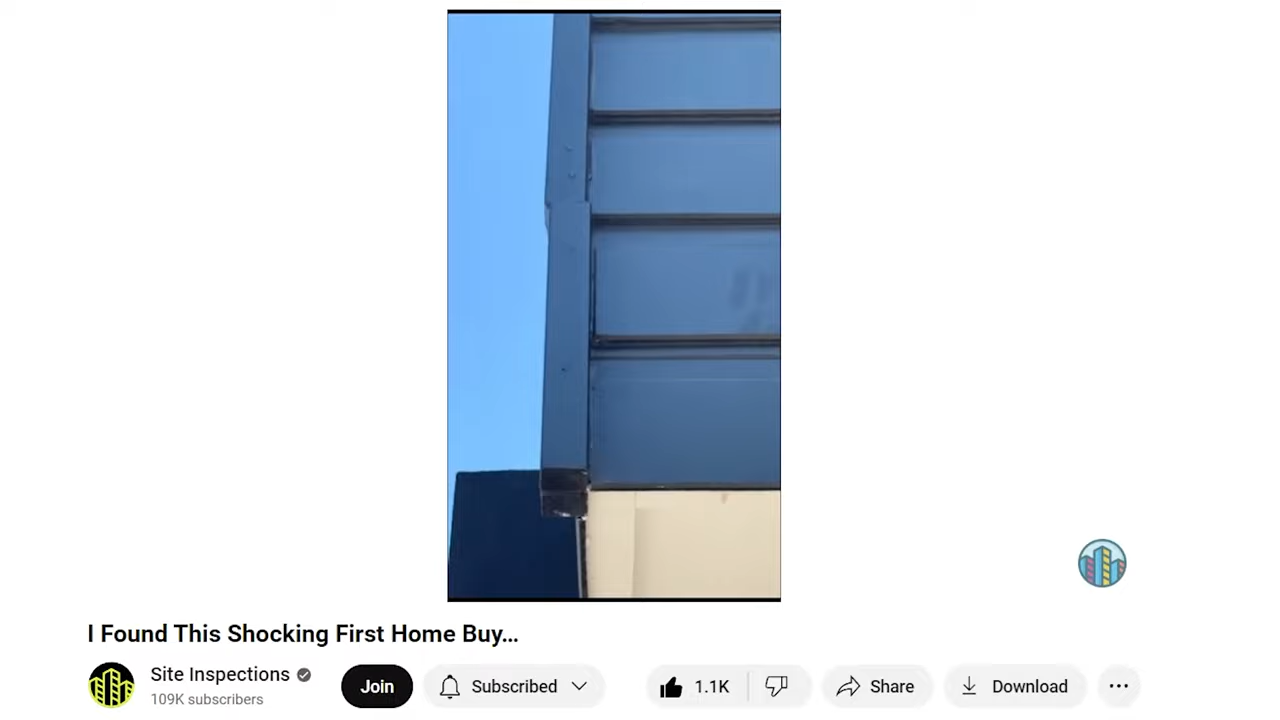 I Found This Shocking First Home Buy...
Site Inspections
109K subscribers
Join
Subscribed
1.1K
Share
Download